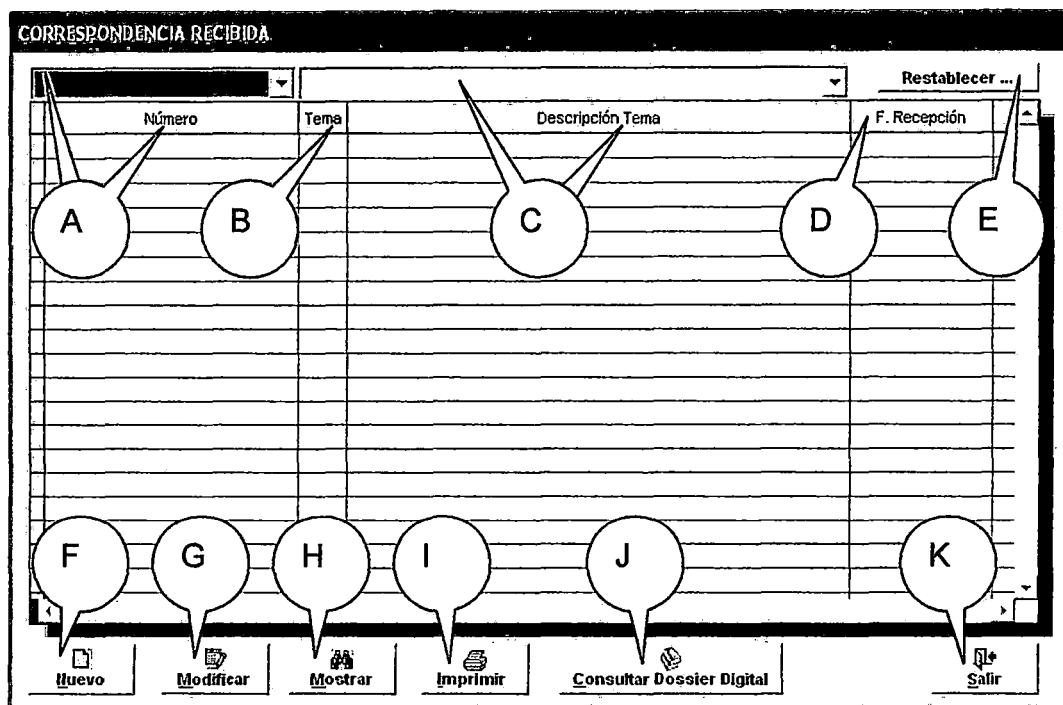 CORRESPONDENCIA RECIBIDA
Restablecer ...
Número Tema Descripción Tema F. Recepción
A B C D E
F G H I J K
Nuevo Modificar Mostrar Imprimir Consultar Dossier Digital Salir